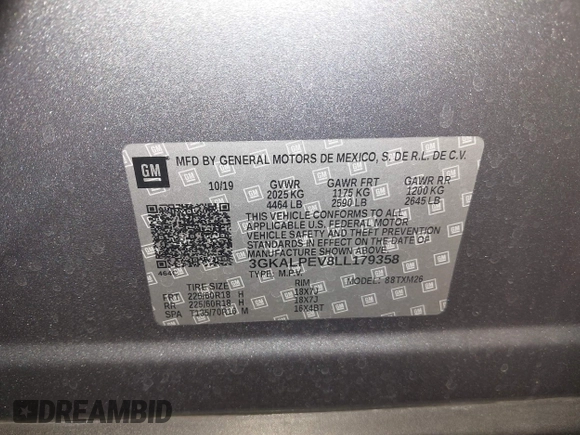 GM MFD BY GENERAL MOTORS DE MEXICO, S. DE R.L. DE C.V.
10/19 GVWR GAWR FRT GAWR RR
2025 KG 1175 KG 1200 KG
4464 LB 2590 LB 2645 LB
THIS VEHICLE CONFORMS TO ALL
APPLICABLE U.S. FEDERAL MOTOR
VEHICLE SAFETY AND THEFT PREVENTION
STANDARDS IN EFFECT ON THE DATE OF
MANUFACTURE SHOWN ABOVE.
3GKALPEV8LL179358
464C
TYPE: M.P.V. MODEL: 88TXM26
TIRE SIZE RIM
FRT 225/60R18 H 18X7J
RR 225/60R18 H 18X7J
SPA T135/70R16 M 16X4BT
DREAMBID